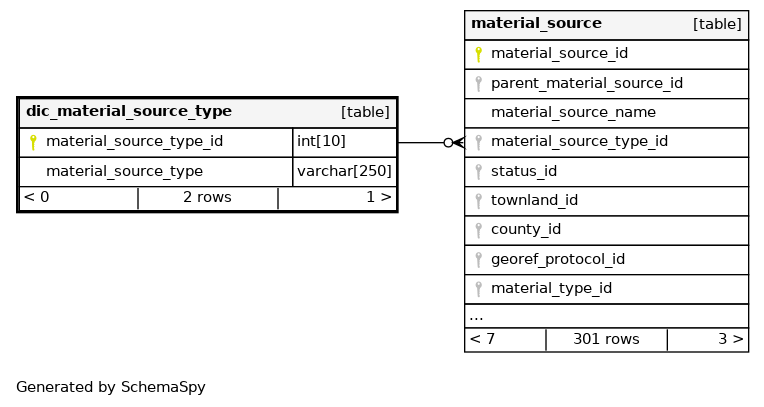 dic_material_source_type [table]
material_source_type_id int[10]
material_source_type varchar[250]
< 0 2 rows 1 >
material_source [table]
material_source_id
parent_material_source_id
material_source_name
material_source_type_id
status_id
townland_id
county_id
georef_protocol_id
material_type_id
...
< 7 301 rows 3 >
Generated by SchemaSpy